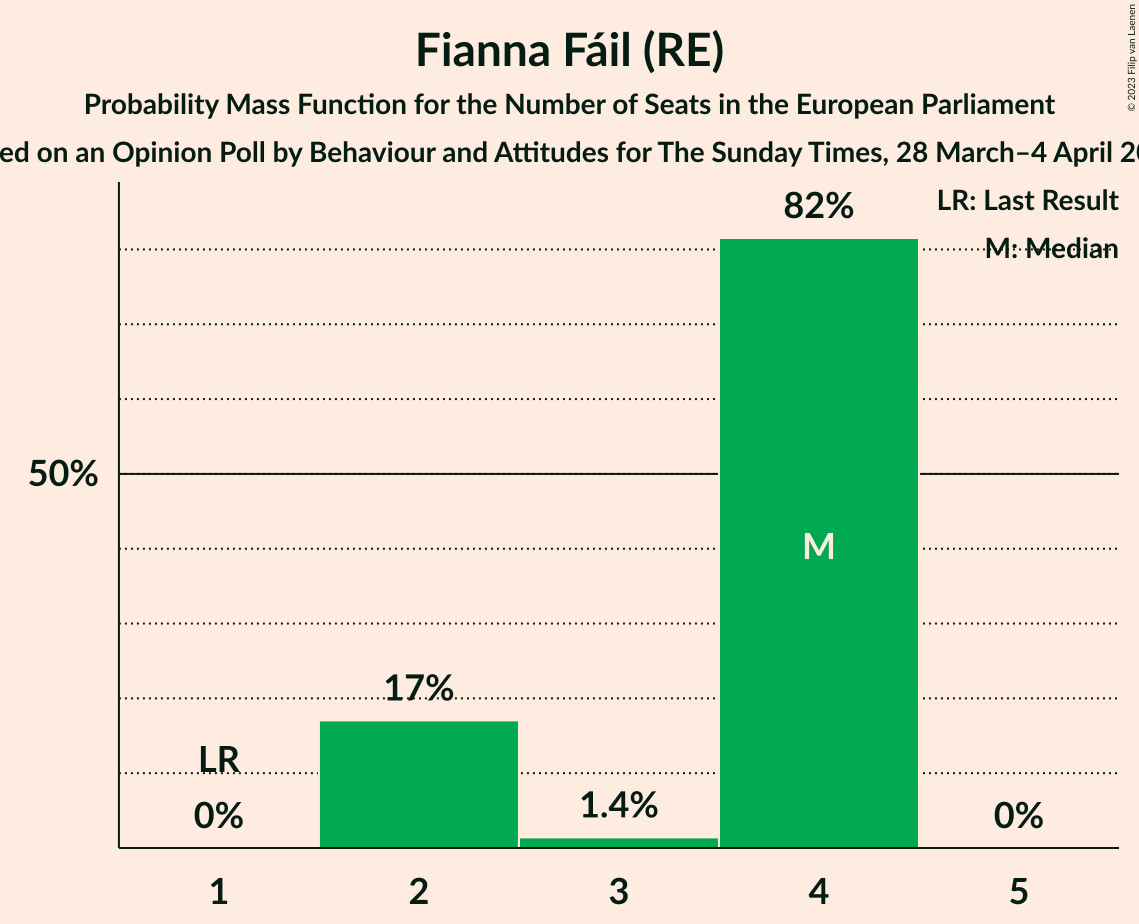 Fianna Fáil (RE)
Probability Mass Function for the Number of Seats in the European Parliament
ed on an Opinion Poll by Behaviour and Attitudes for The Sunday Times, 28 March–4 April 20
© 2023 Filip van Laenen
LR: Last Result
M: Median
82%
50%
M
17%
LR
0%
1.4%
0%
1 2 3 4 5